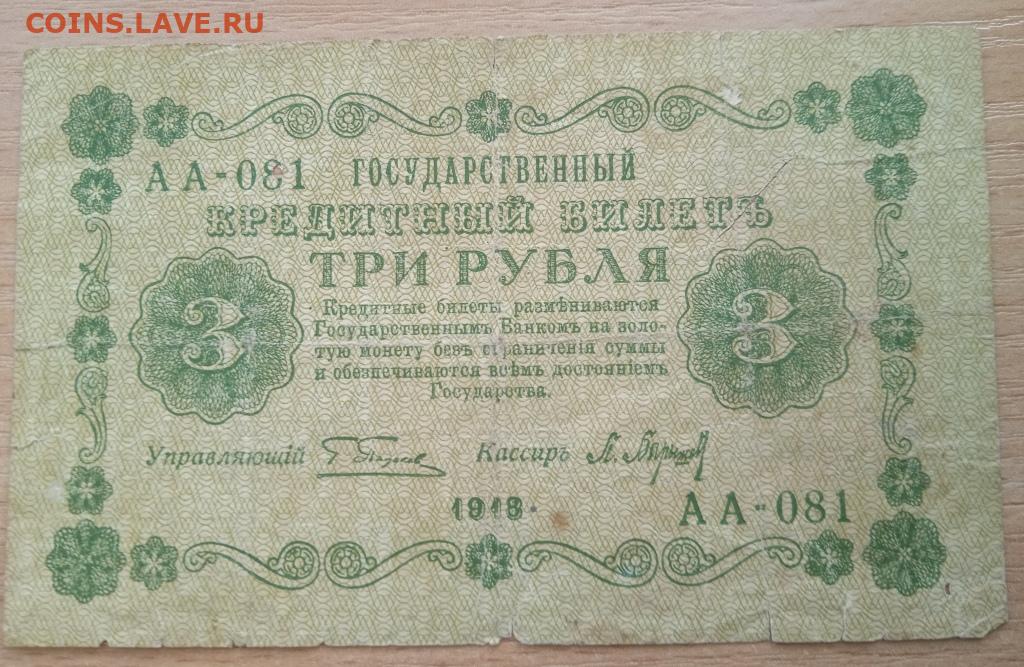 COINS.LAVE.RU
АА-081 ГОСУДАРСТВЕННЫЙ
КРЕДИТНЫЙ БИЛЕТЪ
ТРИ РУБЛЯ
3
3
Кредитные билеты размѣниваются
Государственнымъ Банкомъ на золо-
тую монету безъ ограниченія суммы
и обезпечиваются всѣмъ достояніемъ
Государства.
Управляющій
Кассиръ
1918
АА-081